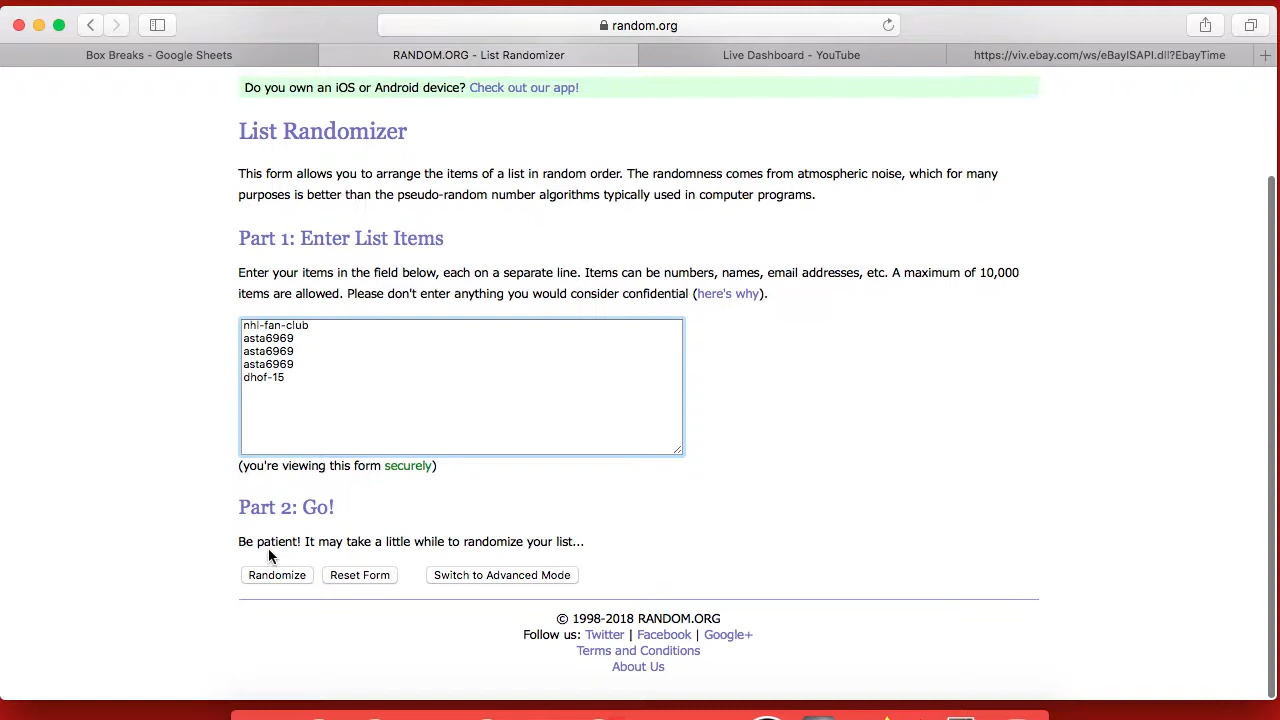 random.org
Box Breaks - Google Sheets
RANDOM.ORG - List Randomizer
Live Dashboard - YouTube
https://viv.ebay.com/ws/eBayISAPI.dll?EbayTime
Do you own an iOS or Android device? Check out our app!
List Randomizer
This form allows you to arrange the items of a list in random order. The randomness comes from atmospheric noise, which for many
purposes is better than the pseudo-random number algorithms typically used in computer programs.
Part 1: Enter List Items
Enter your items in the field below, each on a separate line. Items can be numbers, names, email addresses, etc. A maximum of 10,000
items are allowed. Please don't enter anything you would consider confidential (here's why).
nhl-fan-club
asta6969
asta6969
asta6969
dhof-15
(you're viewing this form securely)
Part 2: Go!
Be patient! It may take a little while to randomize your list...
Randomize
Reset Form
Switch to Advanced Mode
© 1998-2018 RANDOM.ORG
Follow us: Twitter | Facebook | Google+
Terms and Conditions
About Us